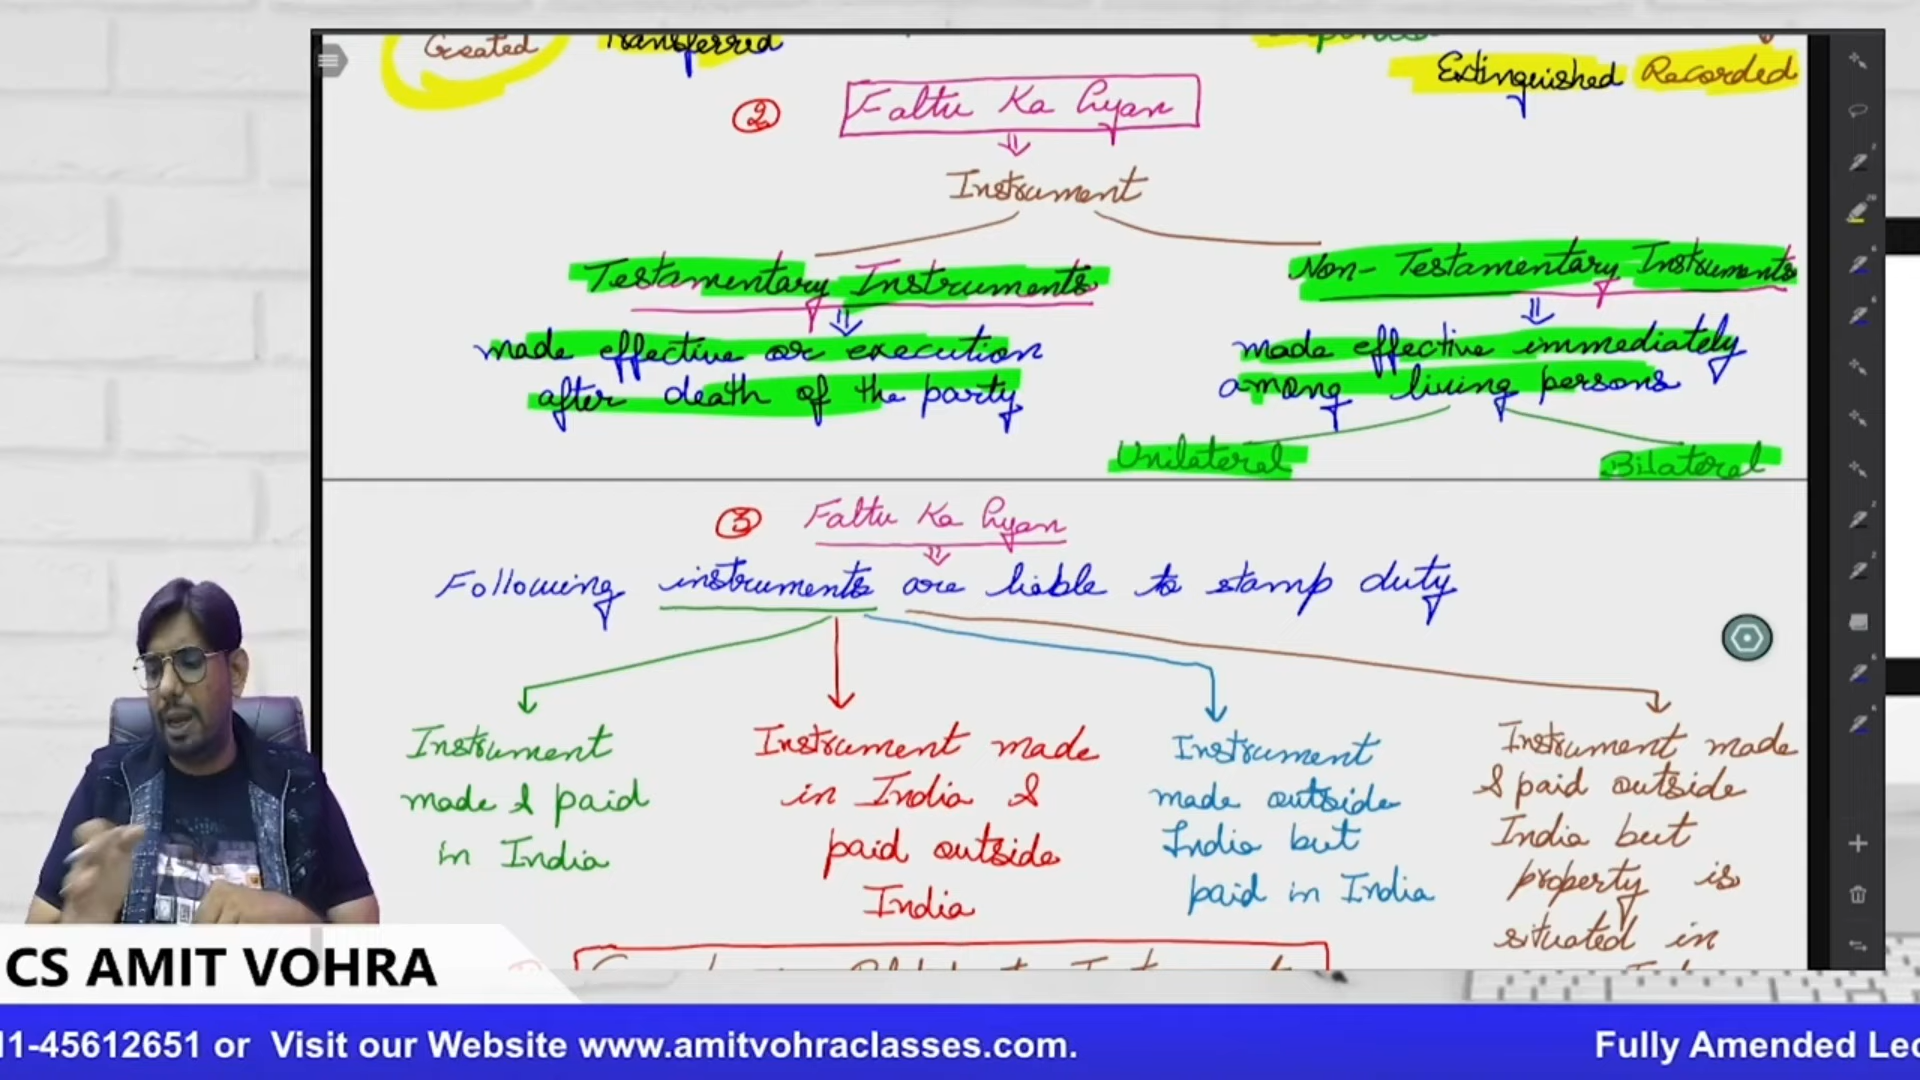 Created Transferred
Extinguished Recorded
② Faltu Ka Gyan
Instrument
Testamentary Instruments
made effective or execution
after death of the party
Non-Testamentary Instruments
made effective immediately
among living persons
Unilateral Bilateral
③ Faltu Ka Gyan
Following instruments are liable to stamp duty
Instrument
made & paid
in India
Instrument made
in India &
paid outside
India
Instrument
made outside
India but
paid in India
Instrument made
& paid outside
India but
property is
situated in
CS AMIT VOHRA
11-45612651 or Visit our Website www.amitvohraclasses.com.
Fully Amended Lec